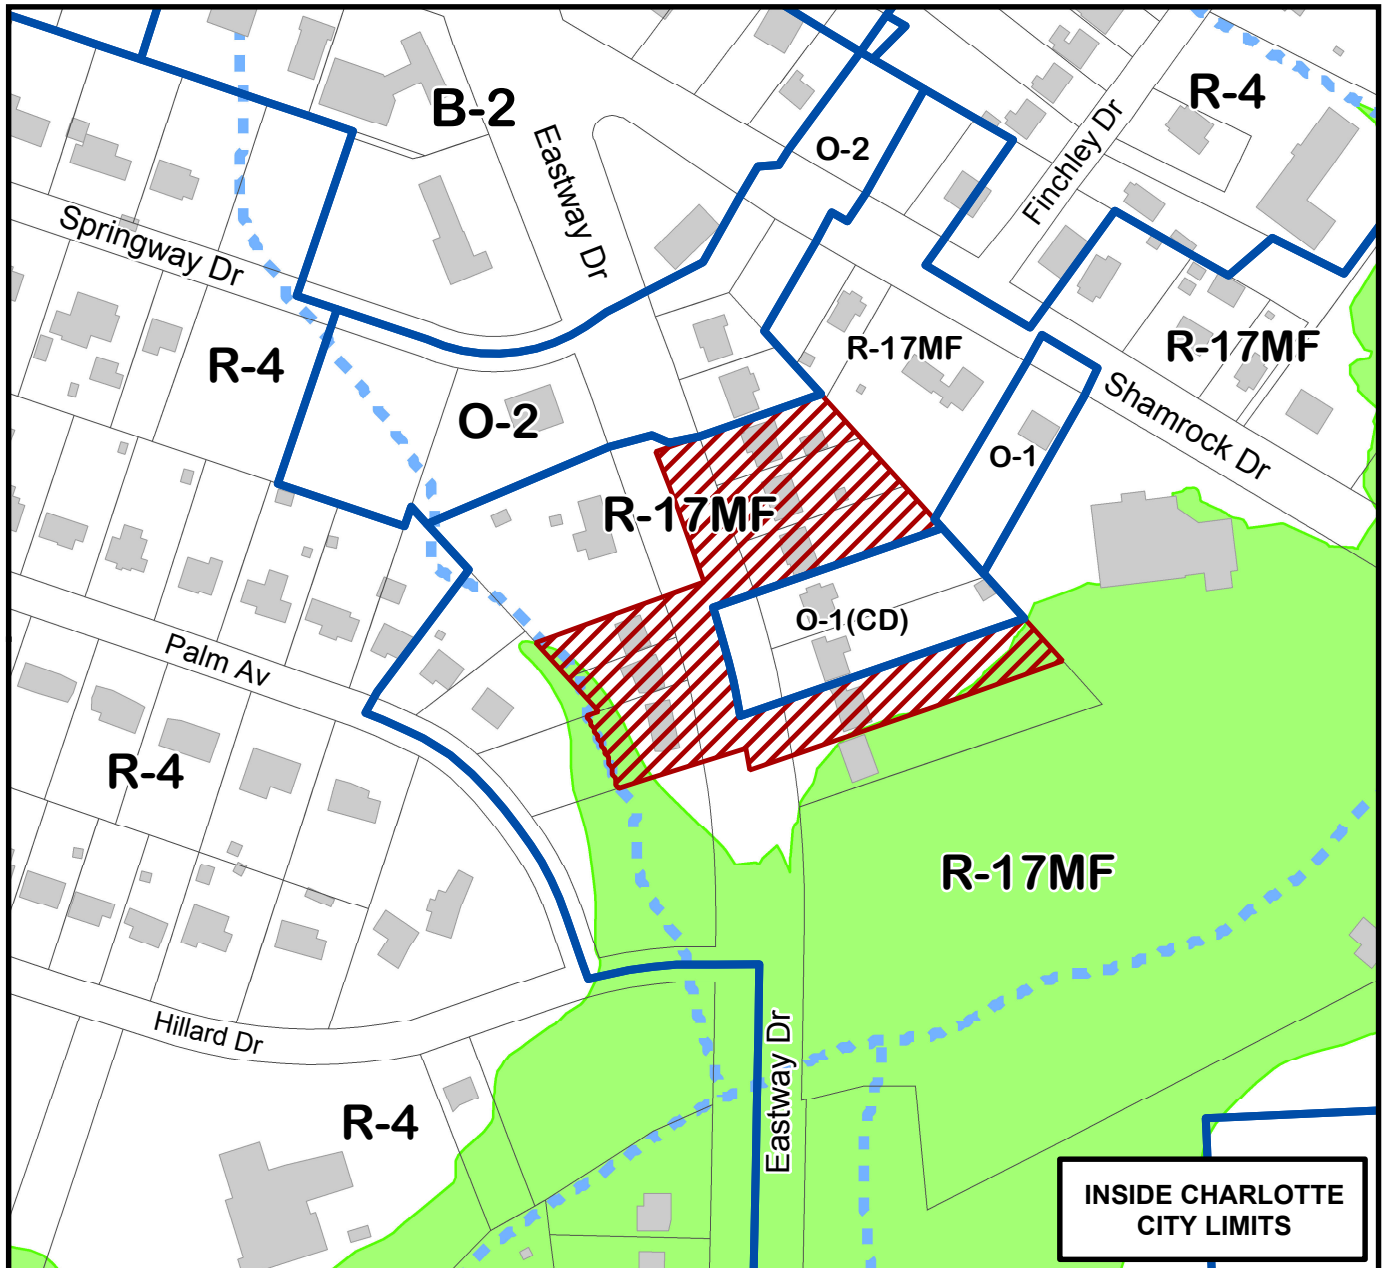 B-2
R-4
O-2
Eastway Dr
Finchley Dr
Springway Dr
R-4
R-17MF
R-17MF
O-2
Shamrock Dr
O-1
R-17MF
O-1(CD)
Palm Av
R-4
R-17MF
Hillard Dr
Eastway Dr
R-4
INSIDE CHARLOTTE
CITY LIMITS